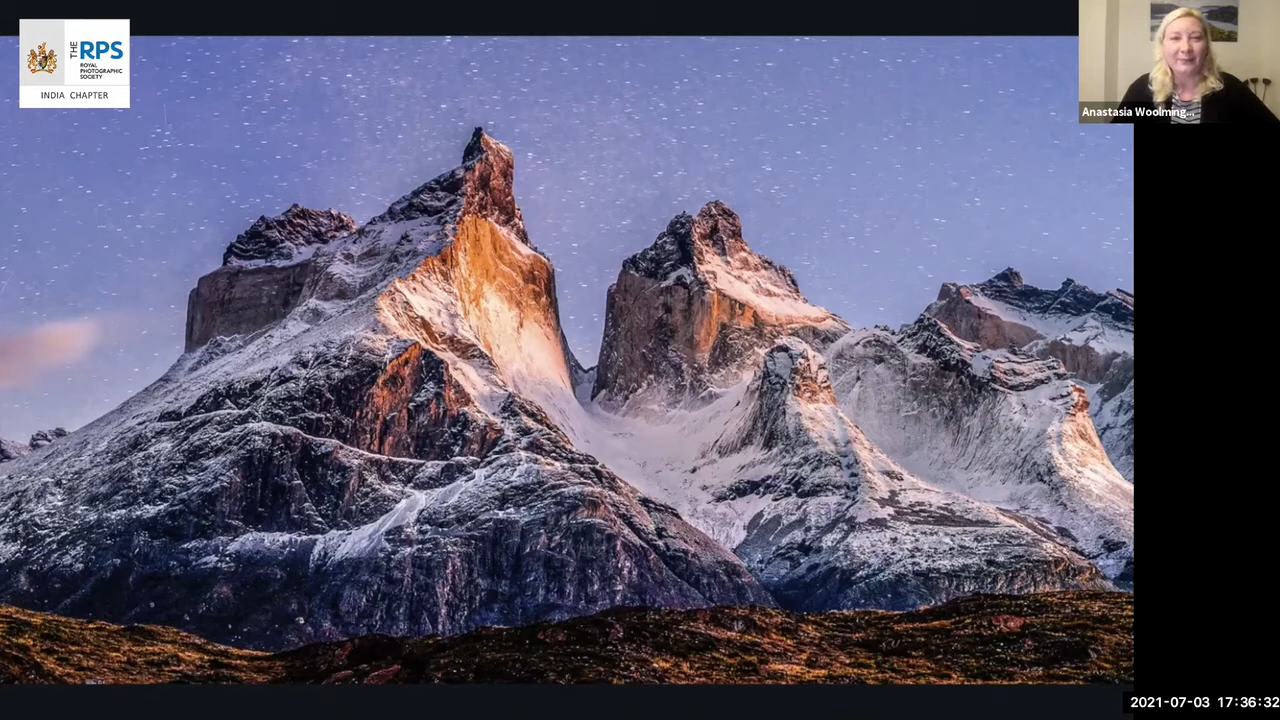 THE RPS
ROYAL
PHOTOGRAPHIC
SOCIETY
INDIA CHAPTER
Anastasia Woolming...
2021-07-03 17:36:32